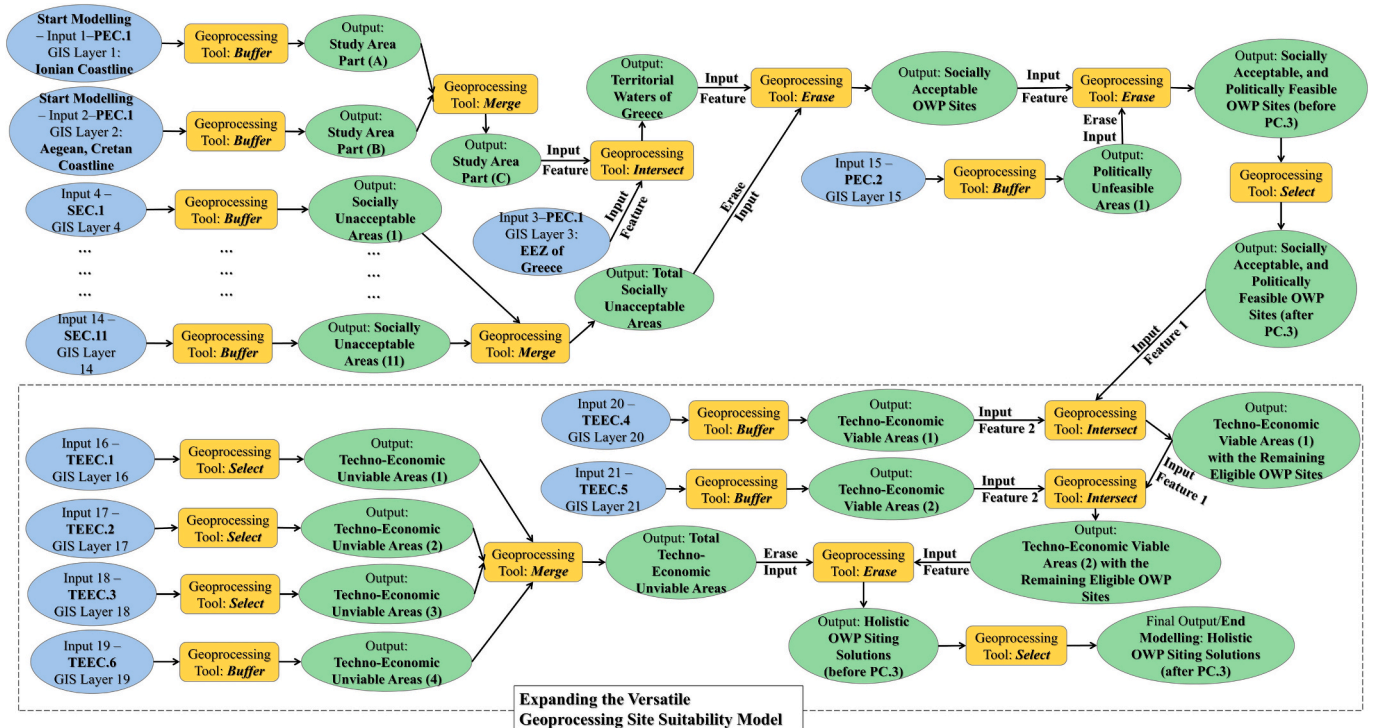 Start Modelling
– Input 1–PEC.1
GIS Layer 1:
Ionian Coastline
Geoprocessing
Tool: Buffer
Output:
Study Area
Part (A)
Start Modelling
– Input 2–PEC.1
GIS Layer 2:
Aegean, Cretan
Coastline
Geoprocessing
Tool: Buffer
Output:
Study Area
Part (B)
Geoprocessing
Tool: Merge
Output:
Study Area
Part (C)
Input
Feature
Geoprocessing
Tool: Intersect
Input 3–PEC.1
GIS Layer 3:
EEZ of
Greece
Input
Feature
Output:
Territorial
Waters of
Greece
Input
Feature
Geoprocessing
Tool: Erase
Output: Socially
Acceptable
OWP Sites
Input
Feature
Geoprocessing
Tool: Erase
Output: Socially
Acceptable, and
Politically Feasible
OWP Sites (before
PC.3)
Input 15 –
PEC.2
GIS Layer 15
Geoprocessing
Tool: Buffer
Output:
Politically
Unfeasible
Areas (1)
Erase
Input
Geoprocessing
Tool: Select
Output: Socially
Acceptable, and
Politically
Feasible OWP
Sites (after
PC.3)
Input 4 –
SEC.1
GIS Layer 4
Geoprocessing
Tool: Buffer
Output:
Socially
Unacceptable
Areas (1)
... ... ...
... ... ...
... ... ...
Input 14 –
SEC.11
GIS Layer
14
Geoprocessing
Tool: Buffer
Output: Socially
Unacceptable
Areas (11)
Geoprocessing
Tool: Merge
Output: Total
Socially
Unacceptable
Areas
Erase
Input
Input
Feature 1
Input 20 –
TEEC.4
GIS Layer 20
Geoprocessing
Tool: Buffer
Output:
Techno-Economic
Viable Areas (1)
Input
Feature 2
Geoprocessing
Tool: Intersect
Output:
Techno-Economic
Viable Areas (1)
with the Remaining
Eligible OWP Sites
Input
Feature 1
Input 21 –
TEEC.5
GIS Layer 21
Geoprocessing
Tool: Buffer
Output:
Techno-Economic
Viable Areas (2)
Input
Feature 2
Geoprocessing
Tool: Intersect
Output:
Techno-Economic Viable
Areas (2) with the
Remaining Eligible OWP
Sites
Input
Feature
Input 16 –
TEEC.1
GIS Layer 16
Geoprocessing
Tool: Select
Output:
Techno-Economic
Unviable Areas (1)
Input 17 –
TEEC.2
GIS Layer 17
Geoprocessing
Tool: Select
Output:
Techno-Economic
Unviable Areas (2)
Input 18 –
TEEC.3
GIS Layer 18
Geoprocessing
Tool: Select
Output:
Techno-Economic
Unviable Areas (3)
Input 19 –
TEEC.6
GIS Layer 19
Geoprocessing
Tool: Buffer
Output:
Techno-Economic
Unviable Areas (4)
Geoprocessing
Tool: Merge
Output: Total
Techno-
Economic
Unviable Areas
Erase
Input
Geoprocessing
Tool: Erase
Output: Holistic
OWP Siting
Solutions
(before PC.3)
Geoprocessing
Tool: Select
Final Output/End
Modelling: Holistic
OWP Siting Solutions
(after PC.3)
Expanding the Versatile
Geoprocessing Site Suitability Model